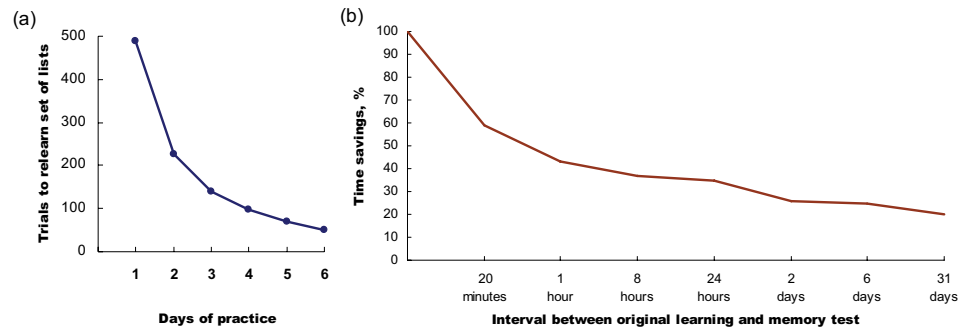 (a)
Trials to relearn set of lists
500
400
300
200
100
0
1 2 3 4 5 6
Days of practice
(b)
Time savings, %
100
90
80
70
60
50
40
30
20
10
0
20 minutes
1 hour
8 hours
24 hours
2 days
6 days
31 days
Interval between original learning and memory test